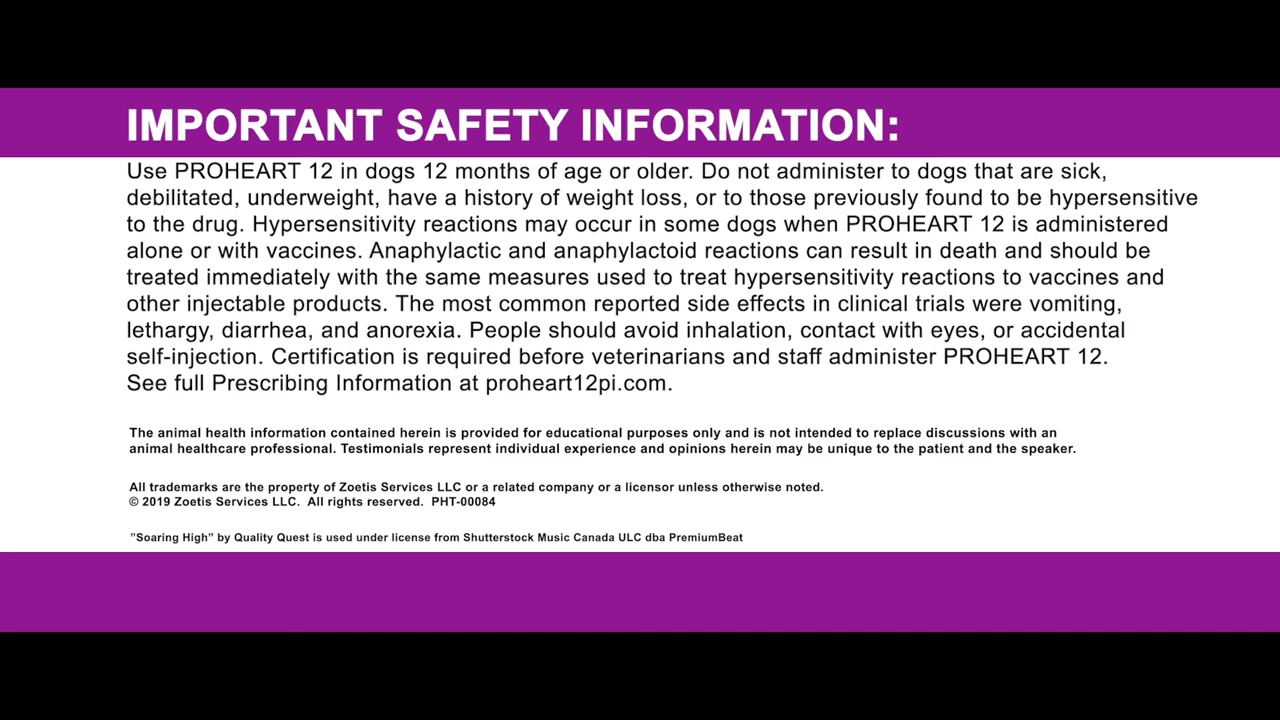 IMPORTANT SAFETY INFORMATION:
Use PROHEART 12 in dogs 12 months of age or older. Do not administer to dogs that are sick,
debilitated, underweight, have a history of weight loss, or to those previously found to be hypersensitive
to the drug. Hypersensitivity reactions may occur in some dogs when PROHEART 12 is administered
alone or with vaccines. Anaphylactic and anaphylactoid reactions can result in death and should be
treated immediately with the same measures used to treat hypersensitivity reactions to vaccines and
other injectable products. The most common reported side effects in clinical trials were vomiting,
lethargy, diarrhea, and anorexia. People should avoid inhalation, contact with eyes, or accidental
self-injection. Certification is required before veterinarians and staff administer PROHEART 12.
See full Prescribing Information at proheart12pi.com.
The animal health information contained herein is provided for educational purposes only and is not intended to replace discussions with an
animal healthcare professional. Testimonials represent individual experience and opinions herein may be unique to the patient and the speaker.
All trademarks are the property of Zoetis Services LLC or a related company or a licensor unless otherwise noted.
© 2019 Zoetis Services LLC. All rights reserved. PHT-00084
”Soaring High” by Quality Quest is used under license from Shutterstock Music Canada ULC dba PremiumBeat